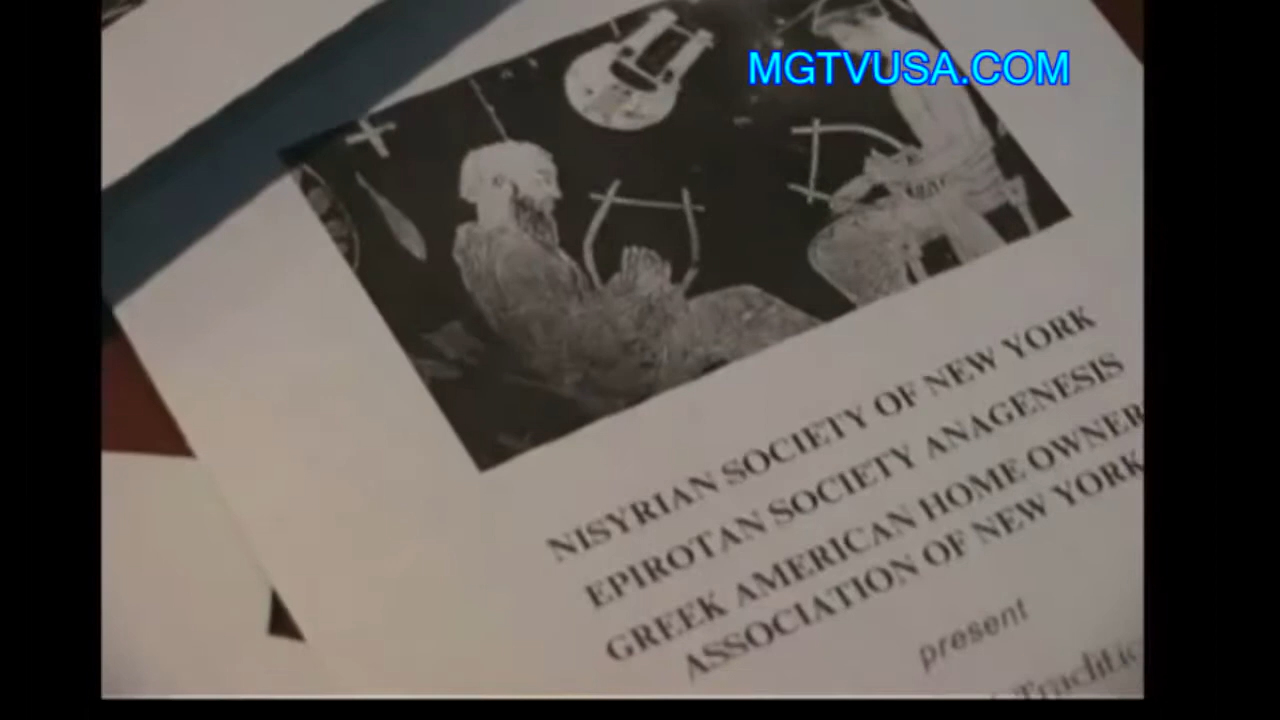 MGTVUSA.COM
NISYRIAN SOCIETY OF NEW YORK
EPIROTAN SOCIETY ANAGENESIS
GREEK AMERICAN HOME OWNER
ASSOCIATION OF NEW YORK
present